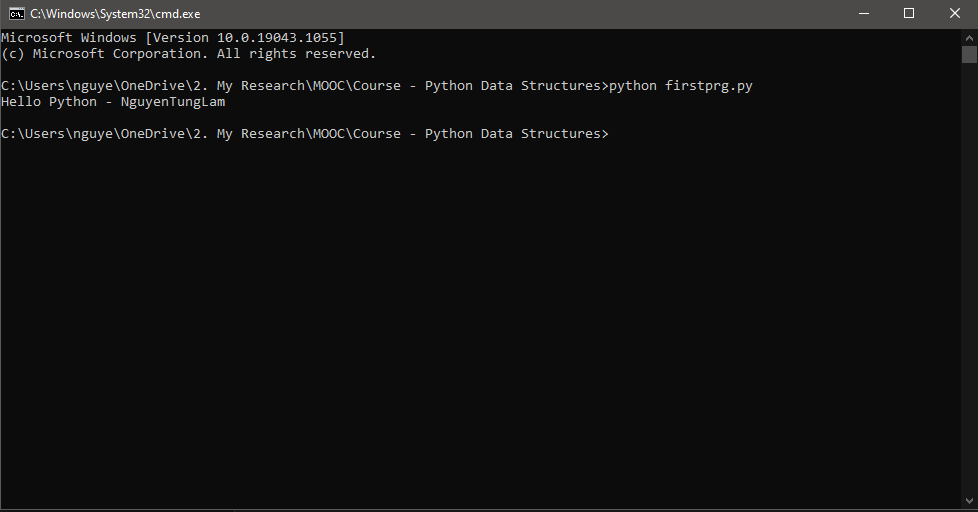 C:\Windows\System32\cmd.exe
Microsoft Windows [Version 10.0.19043.1055]
(c) Microsoft Corporation. All rights reserved.
C:\Users\nguye\OneDrive\2. My Research\MOOC\Course - Python Data Structures>python firstprg.py
Hello Python - NguyenTungLam
C:\Users\nguye\OneDrive\2. My Research\MOOC\Course - Python Data Structures>